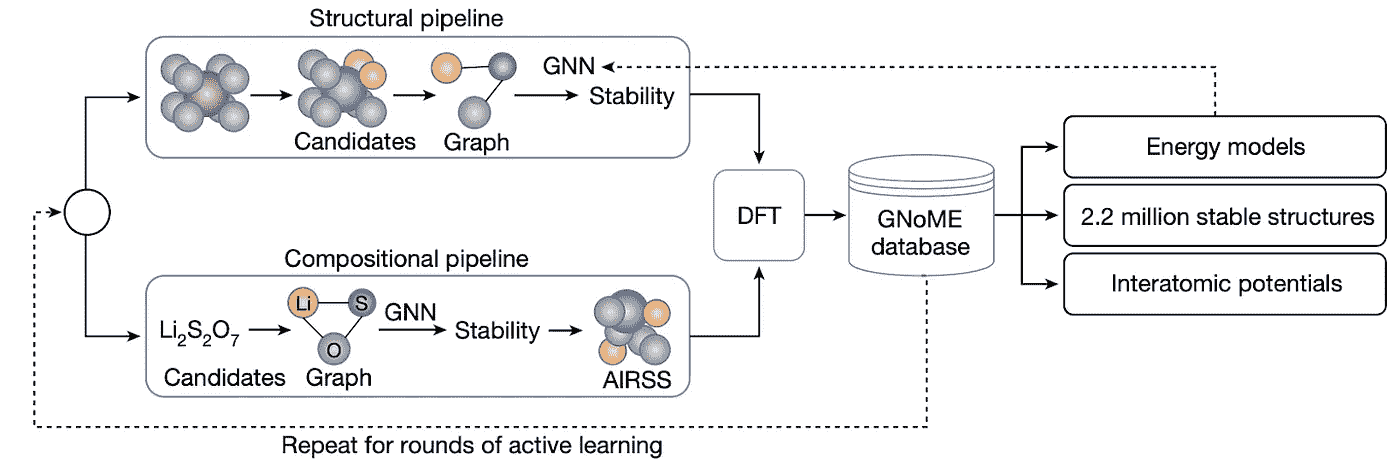 Structural pipeline
GNN
Stability
Candidates
Graph
Energy models
DFT
GNoME
database
2.2 million stable structures
Compositional pipeline
Interatomic potentials
Li
S
GNN
Li₂S₂O₇
Stability
O
Candidates
Graph
AIRSS
Repeat for rounds of active learning